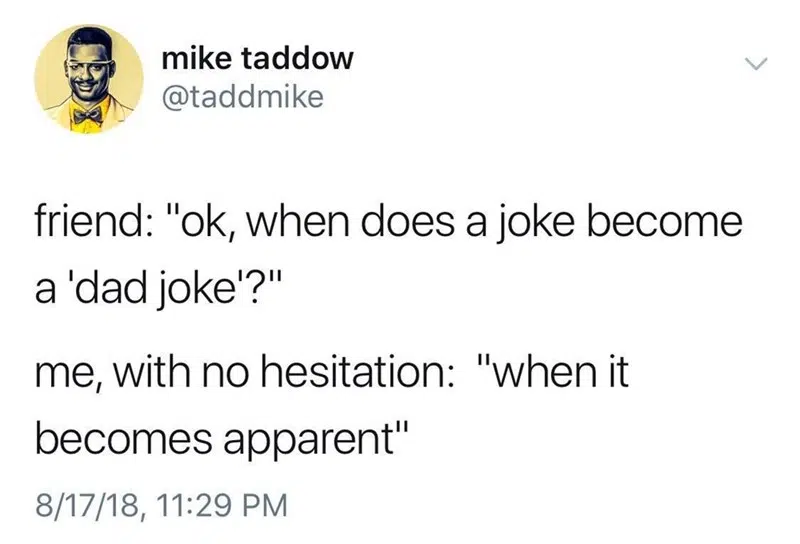 mike taddow
@taddmike
friend: "ok, when does a joke become
a 'dad joke'?"
me, with no hesitation:  "when it
becomes apparent"
8/17/18, 11:29 PM